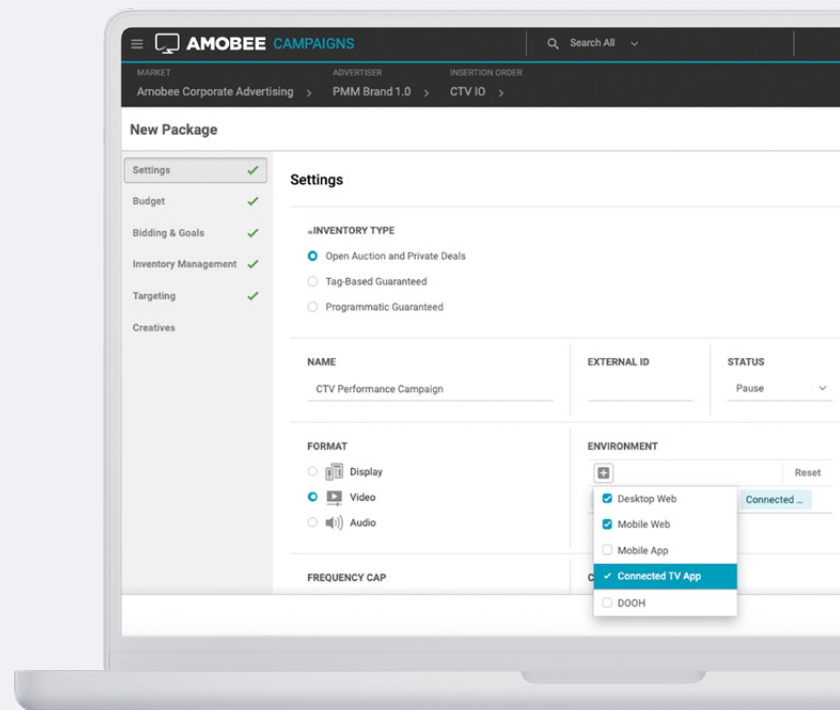 AMOBEE CAMPAIGNS
Search All
MARKET
ADVERTISER
INSERTION ORDER
Amobee Corporate Advertising > PMM Brand 1.0 > CTV IO >
New Package
Settings
Budget
Bidding & Goals
Inventory Management
Targeting
Creatives
Settings
INVENTORY TYPE
Open Auction and Private Deals
Tag-Based Guaranteed
Programmatic Guaranteed
NAME
CTV Performance Campaign
EXTERNAL ID
STATUS
Pause
FORMAT
Display
Video
Audio
ENVIRONMENT
Reset
Connected ...
Desktop Web
Mobile Web
Mobile App
Connected TV App
DOOH
FREQUENCY CAP